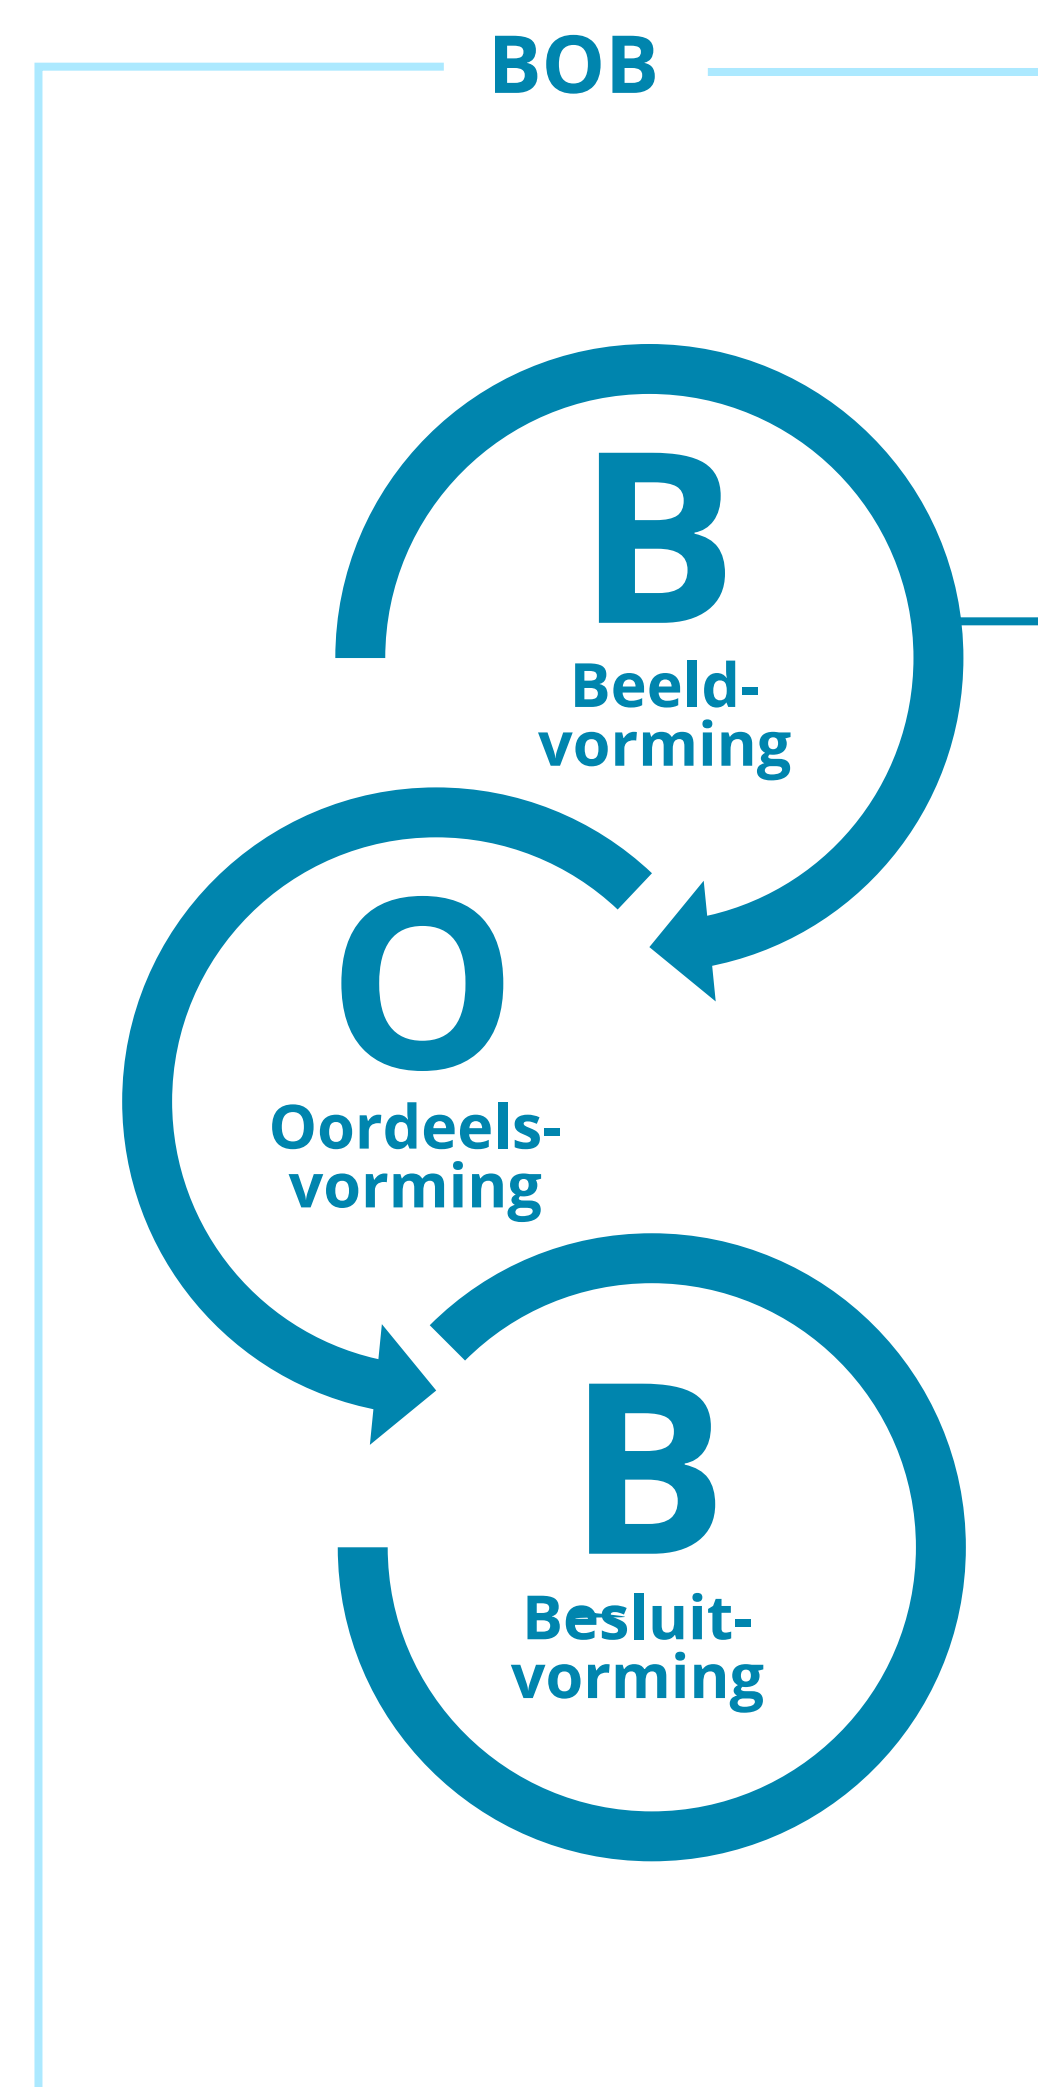 BOB
B
Beeld-
vorming
O
Oordeels-
vorming
B
Besluit-
vorming